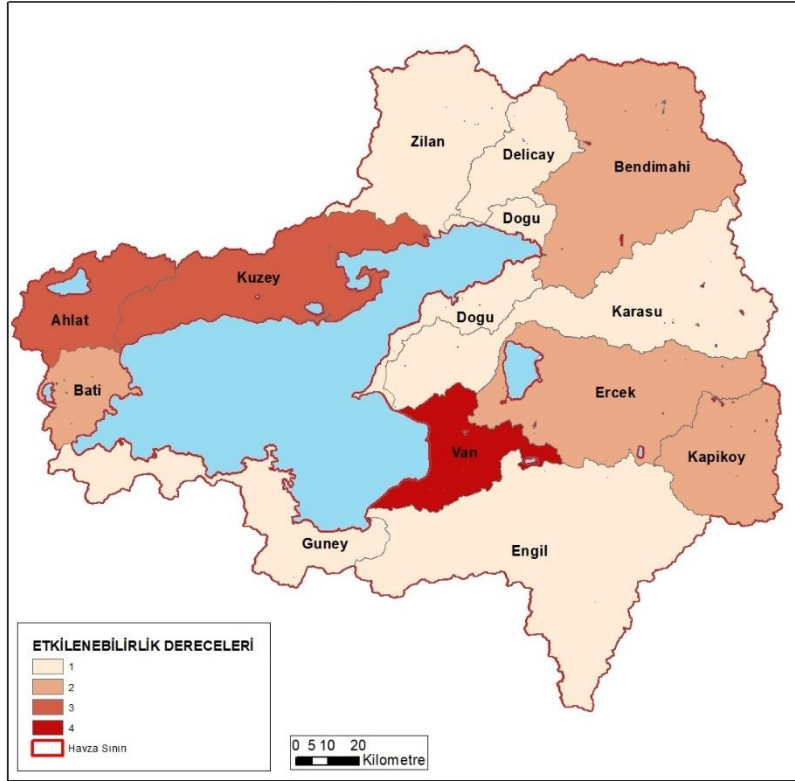 Zilan
Delicay
Bendimahi
Dogu
Kuzey
Ahlat
Dogu
Karasu
Bati
Ercek
Van
Kapikoy
Guney
Engil
ETKİLENEBİLİRLİK DERECELERİ
1
2
3
4
Havza Sınırı
0 5 10 20
Kilometre